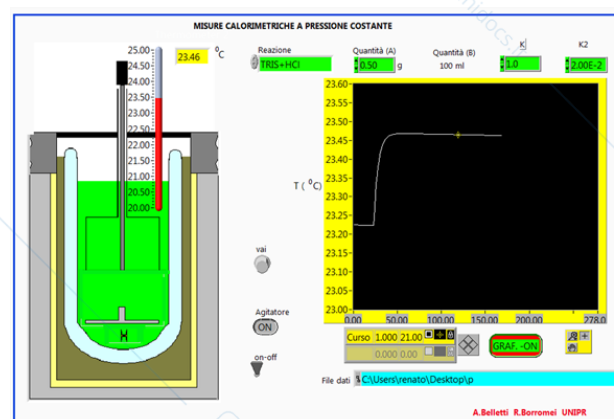 MISURE CALORIMETRICHE A PRESSIONE COSTANTE
25.00
24.50
24.00
23.50
23.00
22.50
22.00
21.50
21.00
20.50
20.00
23.46 °C
Reazione
TRIS+HCl
Quantità (A)
0.50 g
Quantità (B)
100 ml
K
1.0
K2
2.00E-2
T ( °C)
23.60
23.55
23.50
23.45
23.40
23.35
23.30
23.25
23.20
23.15
23.10
23.05
23.00
0.00 50.00 100.00 150.00 200.00 278.0
vai
Agitatore
ON
on-off
Curso 1.000 21.00
0.000 0.00
GRAF. -ON
File dati C:\Users\renato\Desktop\p
A.Belletti R.Borromei UNIPR